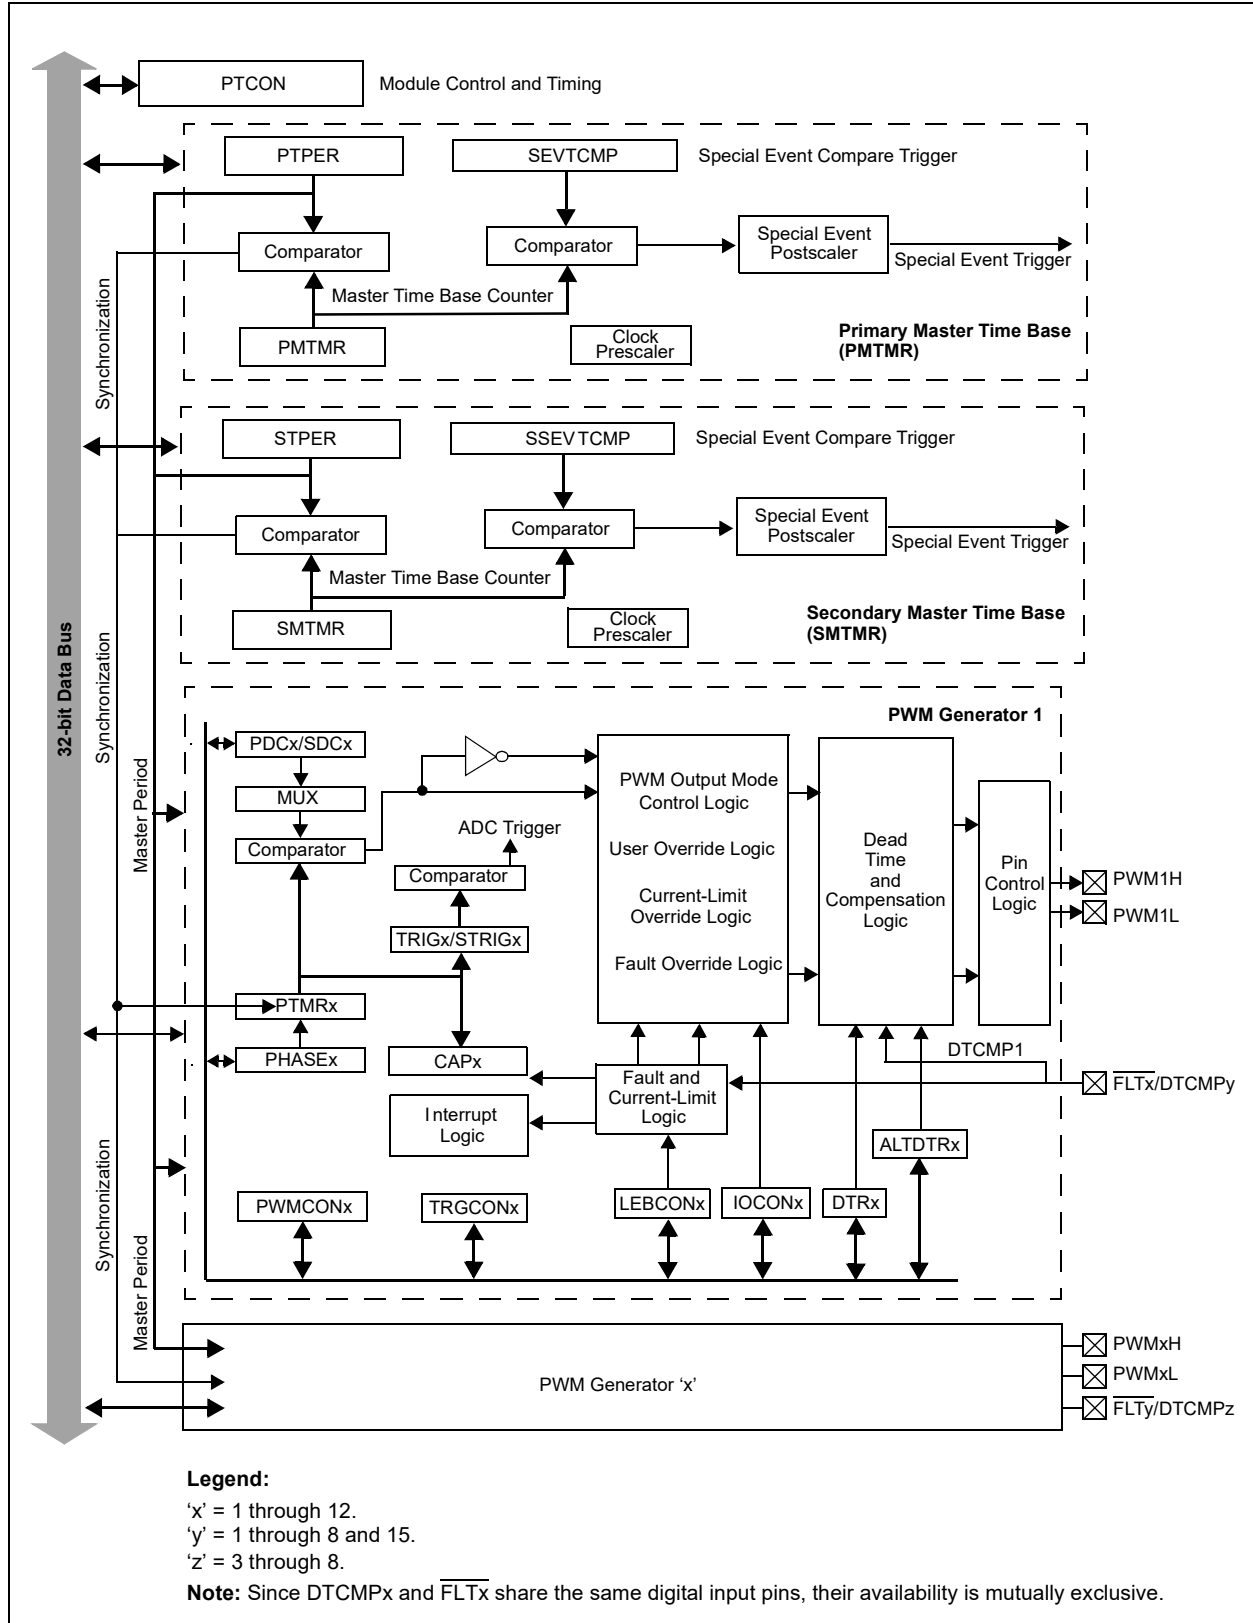 PTCON
Module Control and Timing
PTPER
SEVTCMP
Special Event Compare Trigger
Comparator
Comparator
Special Event
Postscaler
Special Event Trigger
Master Time Base Counter
PMTMR
Clock
Prescaler
Primary Master Time Base
(PMTMR)
Synchronization
STPER
SSEVTCMP
Special Event Compare Trigger
Comparator
Comparator
Special Event
Postscaler
Special Event Trigger
Master Time Base Counter
SMTMR
Clock
Prescaler
Secondary Master Time Base
(SMTMR)
32-bit Data Bus
Synchronization
Master Period
PWM Generator 1
PDCx/SDCx
MUX
Comparator
ADC Trigger
Comparator
TRIGx/STRIGx
PTMRx
PHASEx
CAPx
Interrupt
Logic
PWM Output Mode
Control Logic
User Override Logic
Current-Limit
Override Logic
Fault Override Logic
Dead
Time
and
Compensation
Logic
Pin
Control
Logic
PWM1H
PWM1L
DTCMP1
Fault and
Current-Limit
Logic
FLTx/DTCMPy
ALTDTRx
PWMCONx
TRGCONx
LEBCONx
IOCONx
DTRx
Synchronization
Master Period
PWM Generator ‘x’
PWMxH
PWMxL
FLTy/DTCMPz
Legend:
‘x’ = 1 through 12.
‘y’ = 1 through 8 and 15.
‘z’ = 3 through 8.
Note: Since DTCMPx and FLTx share the same digital input pins, their availability is mutually exclusive.